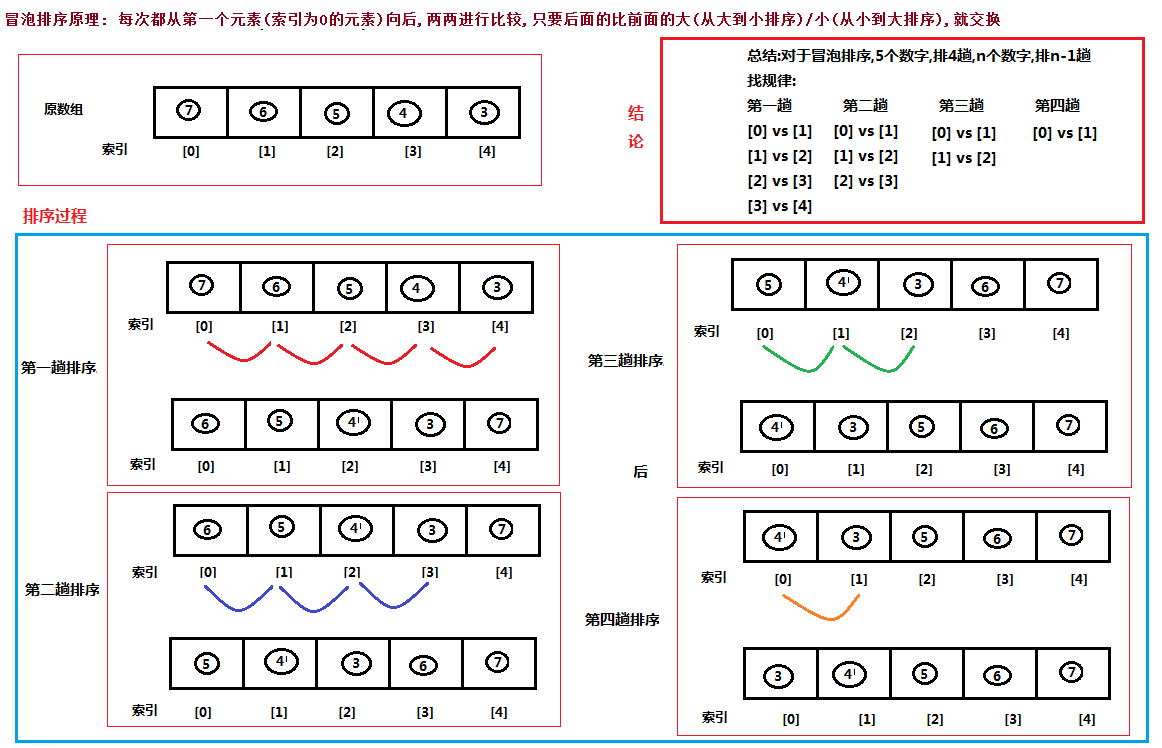 冒泡排序原理: 每次都从第一个元素(索引为0的元素)向后,两两进行比较,只要后面的比前面的大(从大到小排序)/小(从小到大排序),就交换
原数组
7 6 5 4 3
索引 [0] [1] [2] [3] [4]
结论
总结:对于冒泡排序,5个数字,排4趟,n个数字,排n-1趟
找规律:
第一趟 第二趟 第三趟 第四趟
[0] vs [1] [0] vs [1] [0] vs [1] [0] vs [1]
[1] vs [2] [1] vs [2] [1] vs [2]
[2] vs [3] [2] vs [3]
[3] vs [4]
排序过程
第一趟排序
7 6 5 4 3
索引 [0] [1] [2] [3] [4]
6 5 4 3 7
索引 [0] [1] [2] [3] [4]
第二趟排序
6 5 4 3 7
索引 [0] [1] [2] [3] [4]
5 4 3 6 7
索引 [0] [1] [2] [3] [4]
第三趟排序
5 4 3 6 7
索引 [0] [1] [2] [3] [4]
后
4 3 5 6 7
索引 [0] [1] [2] [3] [4]
第四趟排序
4 3 5 6 7
索引 [0] [1] [2] [3] [4]
3 4 5 6 7
索引 [0] [1] [2] [3] [4]